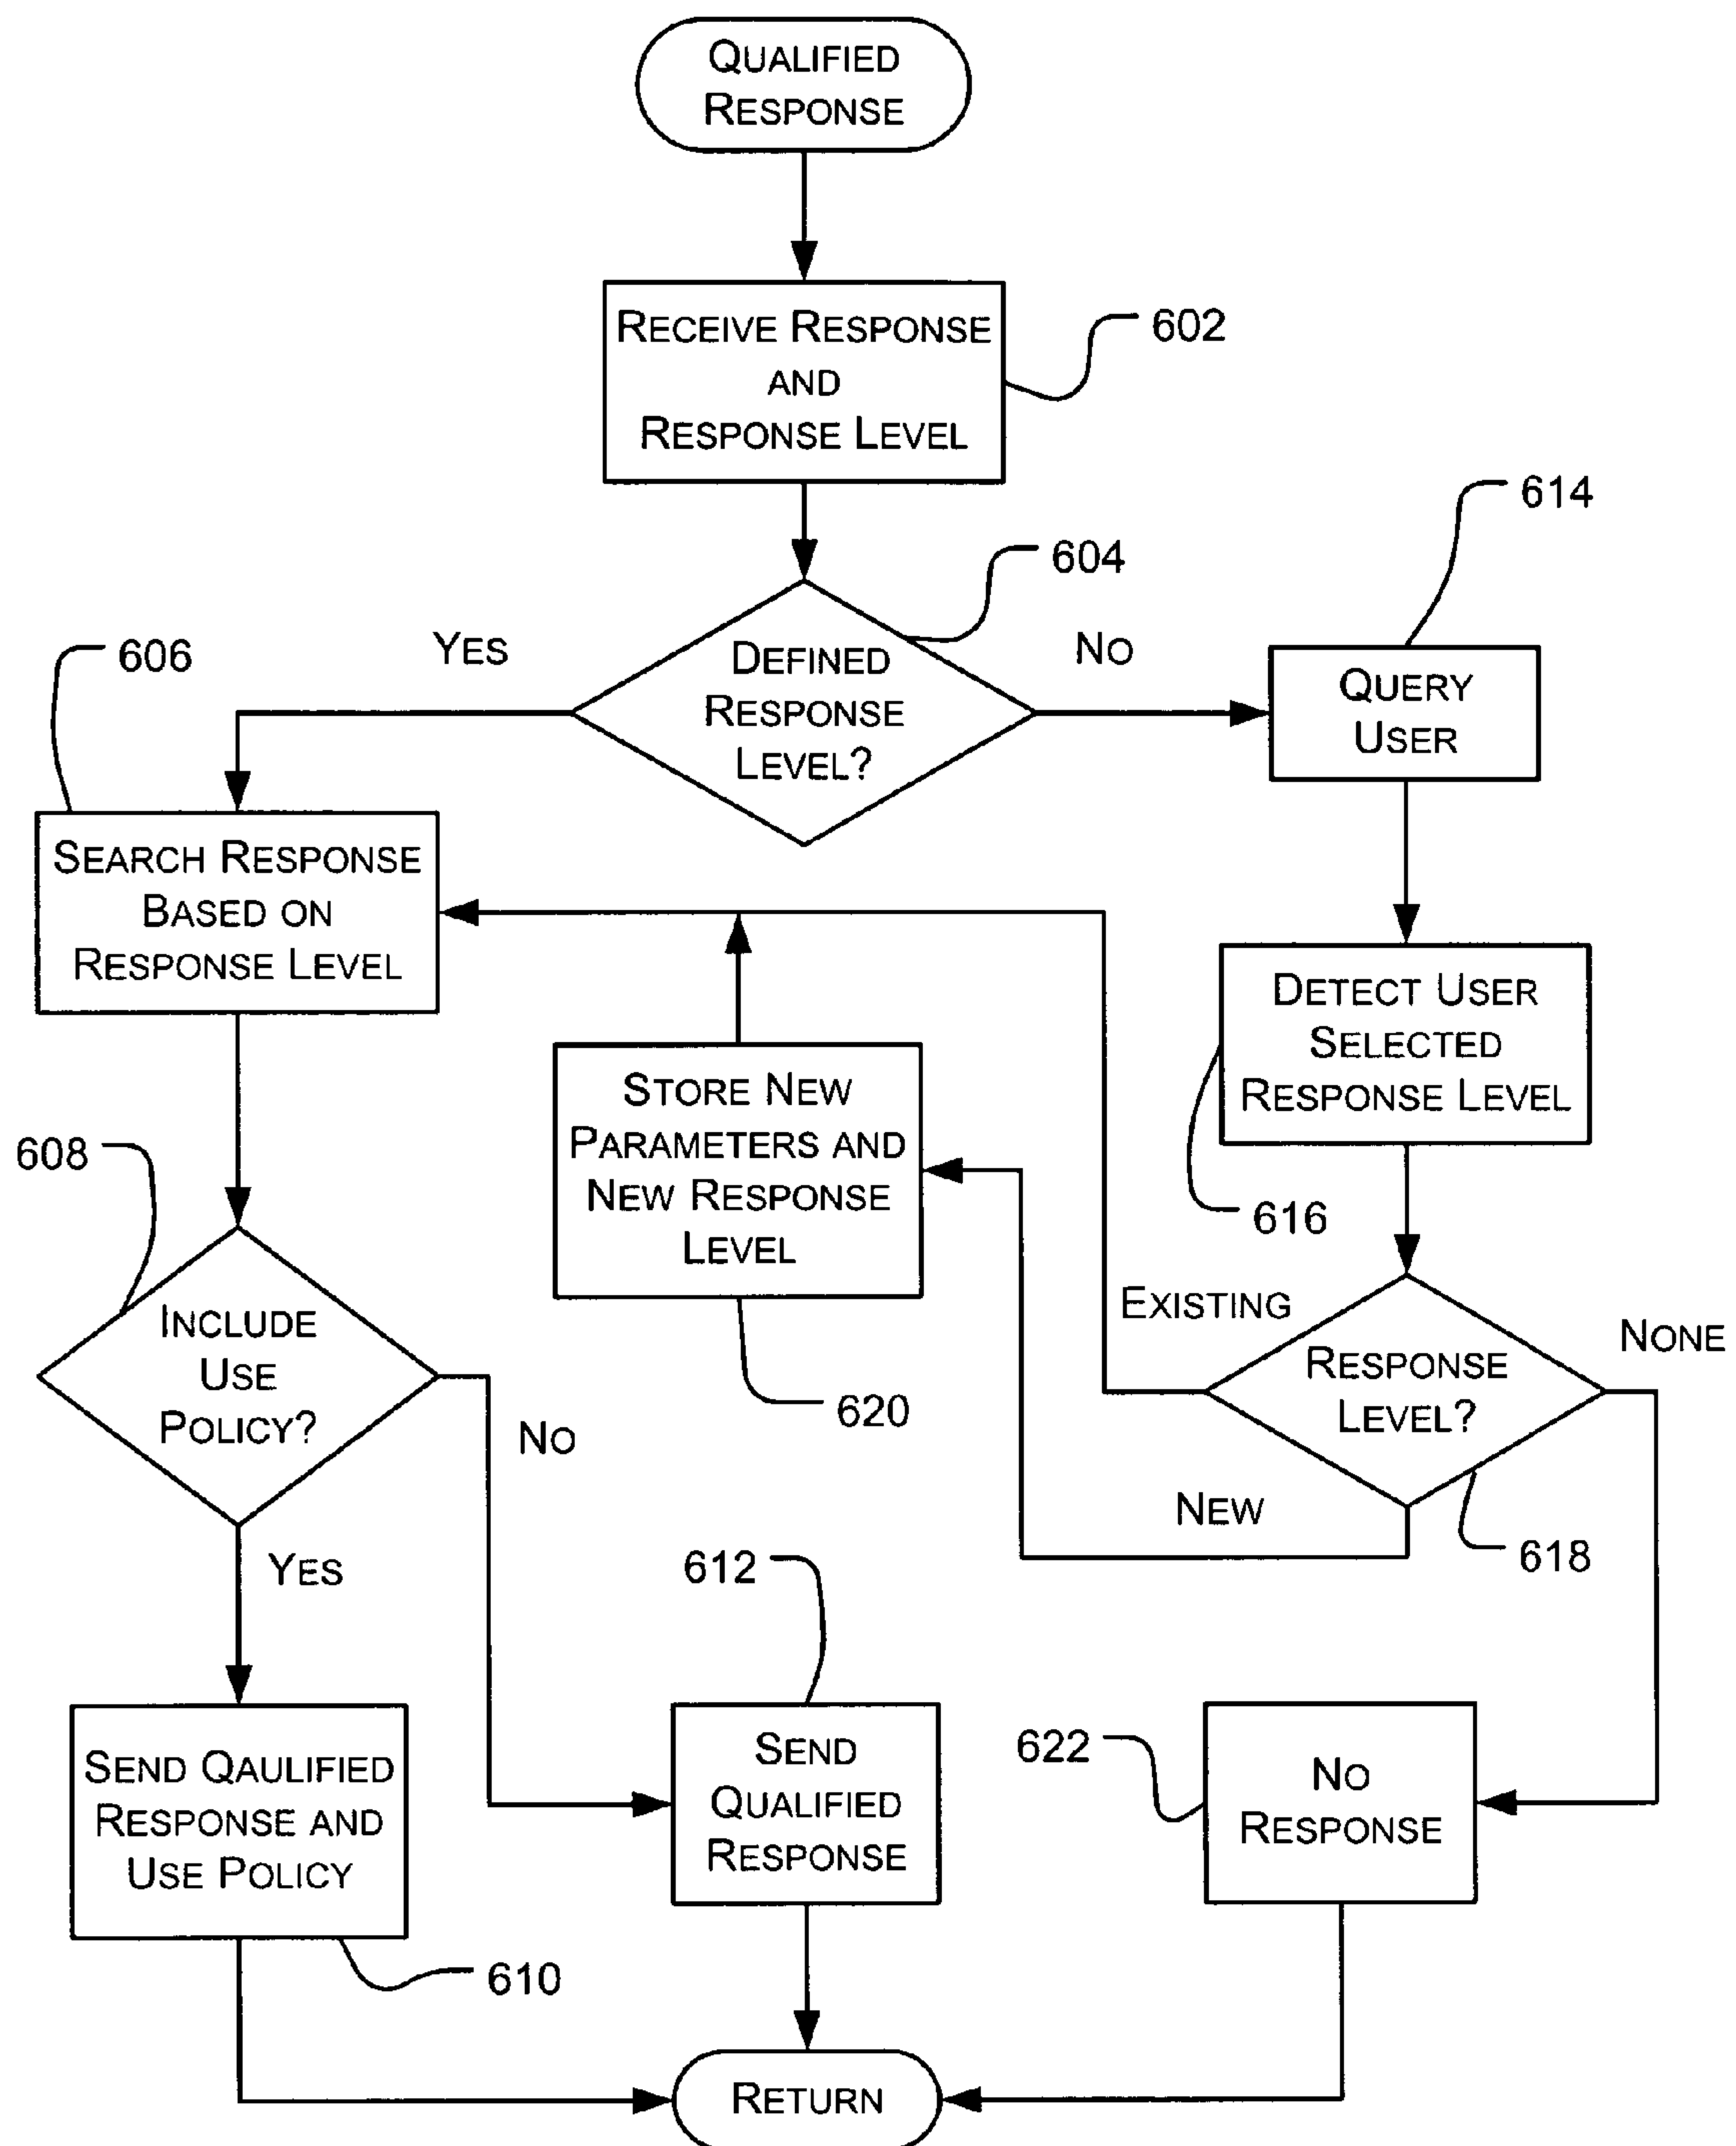 QUALIFIED
RESPONSE
RECEIVE RESPONSE
AND
RESPONSE LEVEL
602
614
604
YES
NO
606
DEFINED
RESPONSE
LEVEL?
QUERY
USER
SEARCH RESPONSE
BASED ON
RESPONSE LEVEL
DETECT USER
SELECTED
RESPONSE LEVEL
616
STORE NEW
PARAMETERS AND
NEW RESPONSE
LEVEL
620
608
INCLUDE
USE
POLICY?
NO
YES
EXISTING
NONE
RESPONSE
LEVEL?
NEW
618
612
622
SEND QAULIFIED
RESPONSE AND
USE POLICY
610
SEND
QUALIFIED
RESPONSE
NO
RESPONSE
RETURN